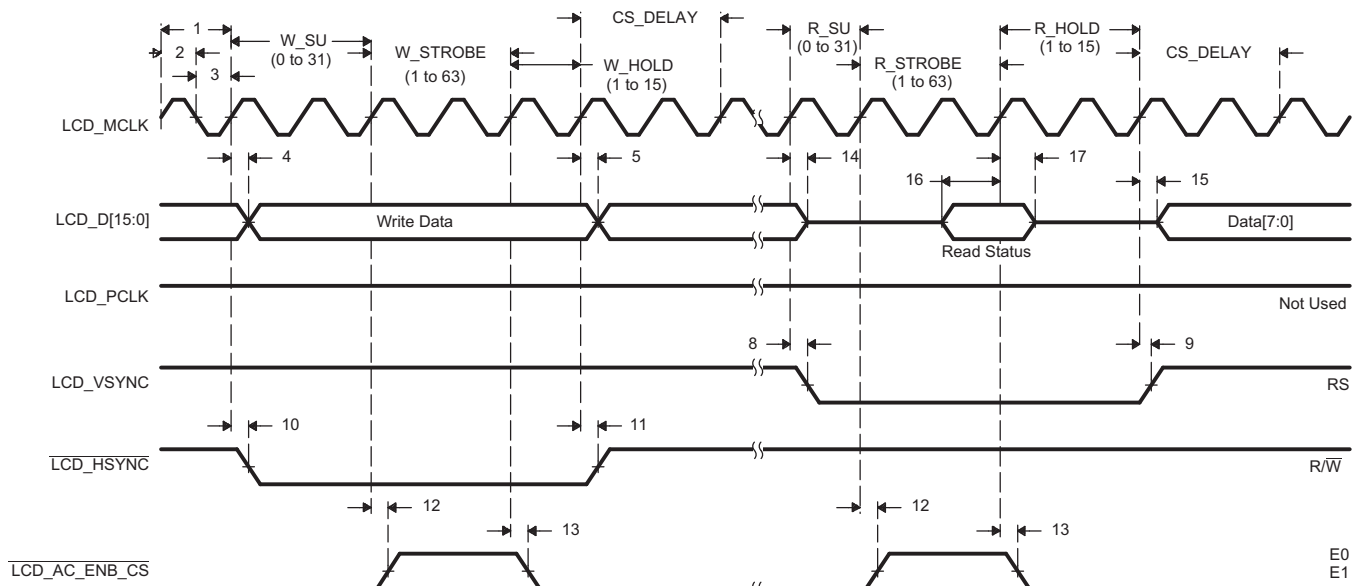 1
CS_DELAY
R_SU
(0 to 31)
R_HOLD
(1 to 15)
2
W_SU
(0 to 31)
W_STROBE
(1 to 63)
W_HOLD
(1 to 15)
R_STROBE
(1 to 63)
CS_DELAY
3
LCD_MCLK
4
5
14
17
16
15
LCD_D[15:0]
Write Data
Data[7:0]
Read Status
LCD_PCLK
Not Used
8
9
LCD_VSYNC
RS
10
11
LCD_HSYNC
R/W
12
13
12
13
LCD_AC_ENB_CS
E0
E1